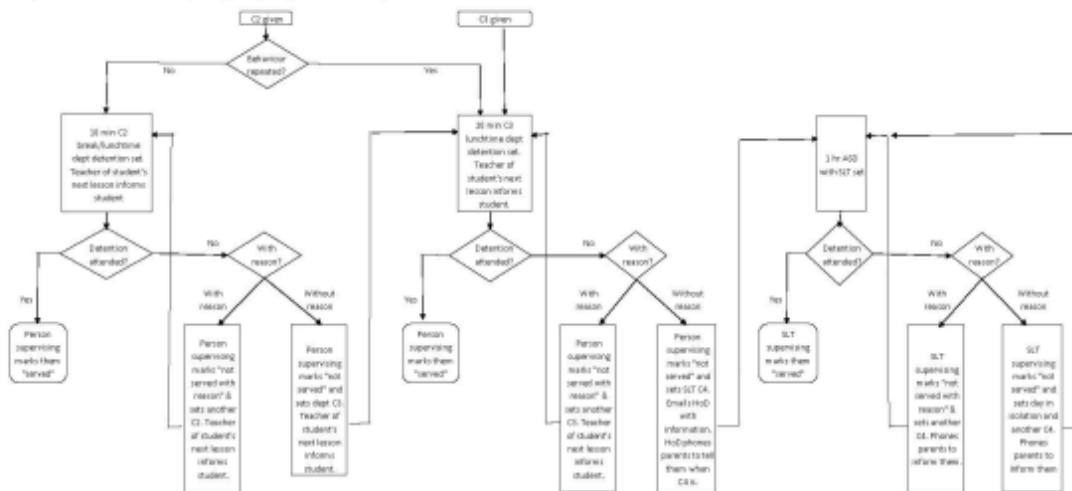 C2 given
C3 given
Behaviour
repeated?
No
Yes
10 min C2
break/lunchtime
dept detention set.
Teacher of student's
next lesson informs
student
20 min C3
lunchtime dept
detention set.
Teacher of
student's next
lesson informs
student.
1 hr ASD
with SLT set
Detention
attended?
No
With
reason?
Detention
attended?
No
With
reason?
Detention
attended?
No
With
reason?
Yes
With
reason
Without
reason
Yes
With
reason
Without
reason
Yes
With
reason
Without
reason
Person
supervising
marks them
"served"
Person
supervising
marks "not
served with
reason" &
sets another
C2. Teacher of
student's next
lesson informs
student.
Person
supervising
marks "not
served" and
sets dept C3.
Teacher of
student's
next lesson
informs
student.
Person
supervising
marks them
"served"
Person
supervising
marks "not
served with
reason" &
sets another
C3. Teacher of
student's next
lesson informs
student.
Person
supervising
marks "not
served" and
sets SLT C4.
Emails HoD
with
information.
HoD phones
parents to tell
them when
C4 is.
SLT
supervising
marks them
"served"
SLT
supervising
marks "not
served with
reason" &
sets another
C4. Phones
parents to
inform them.
SLT
supervising
marks "not
served" and
sets day in
isolation and
another C4.
Phones
parents to
inform them